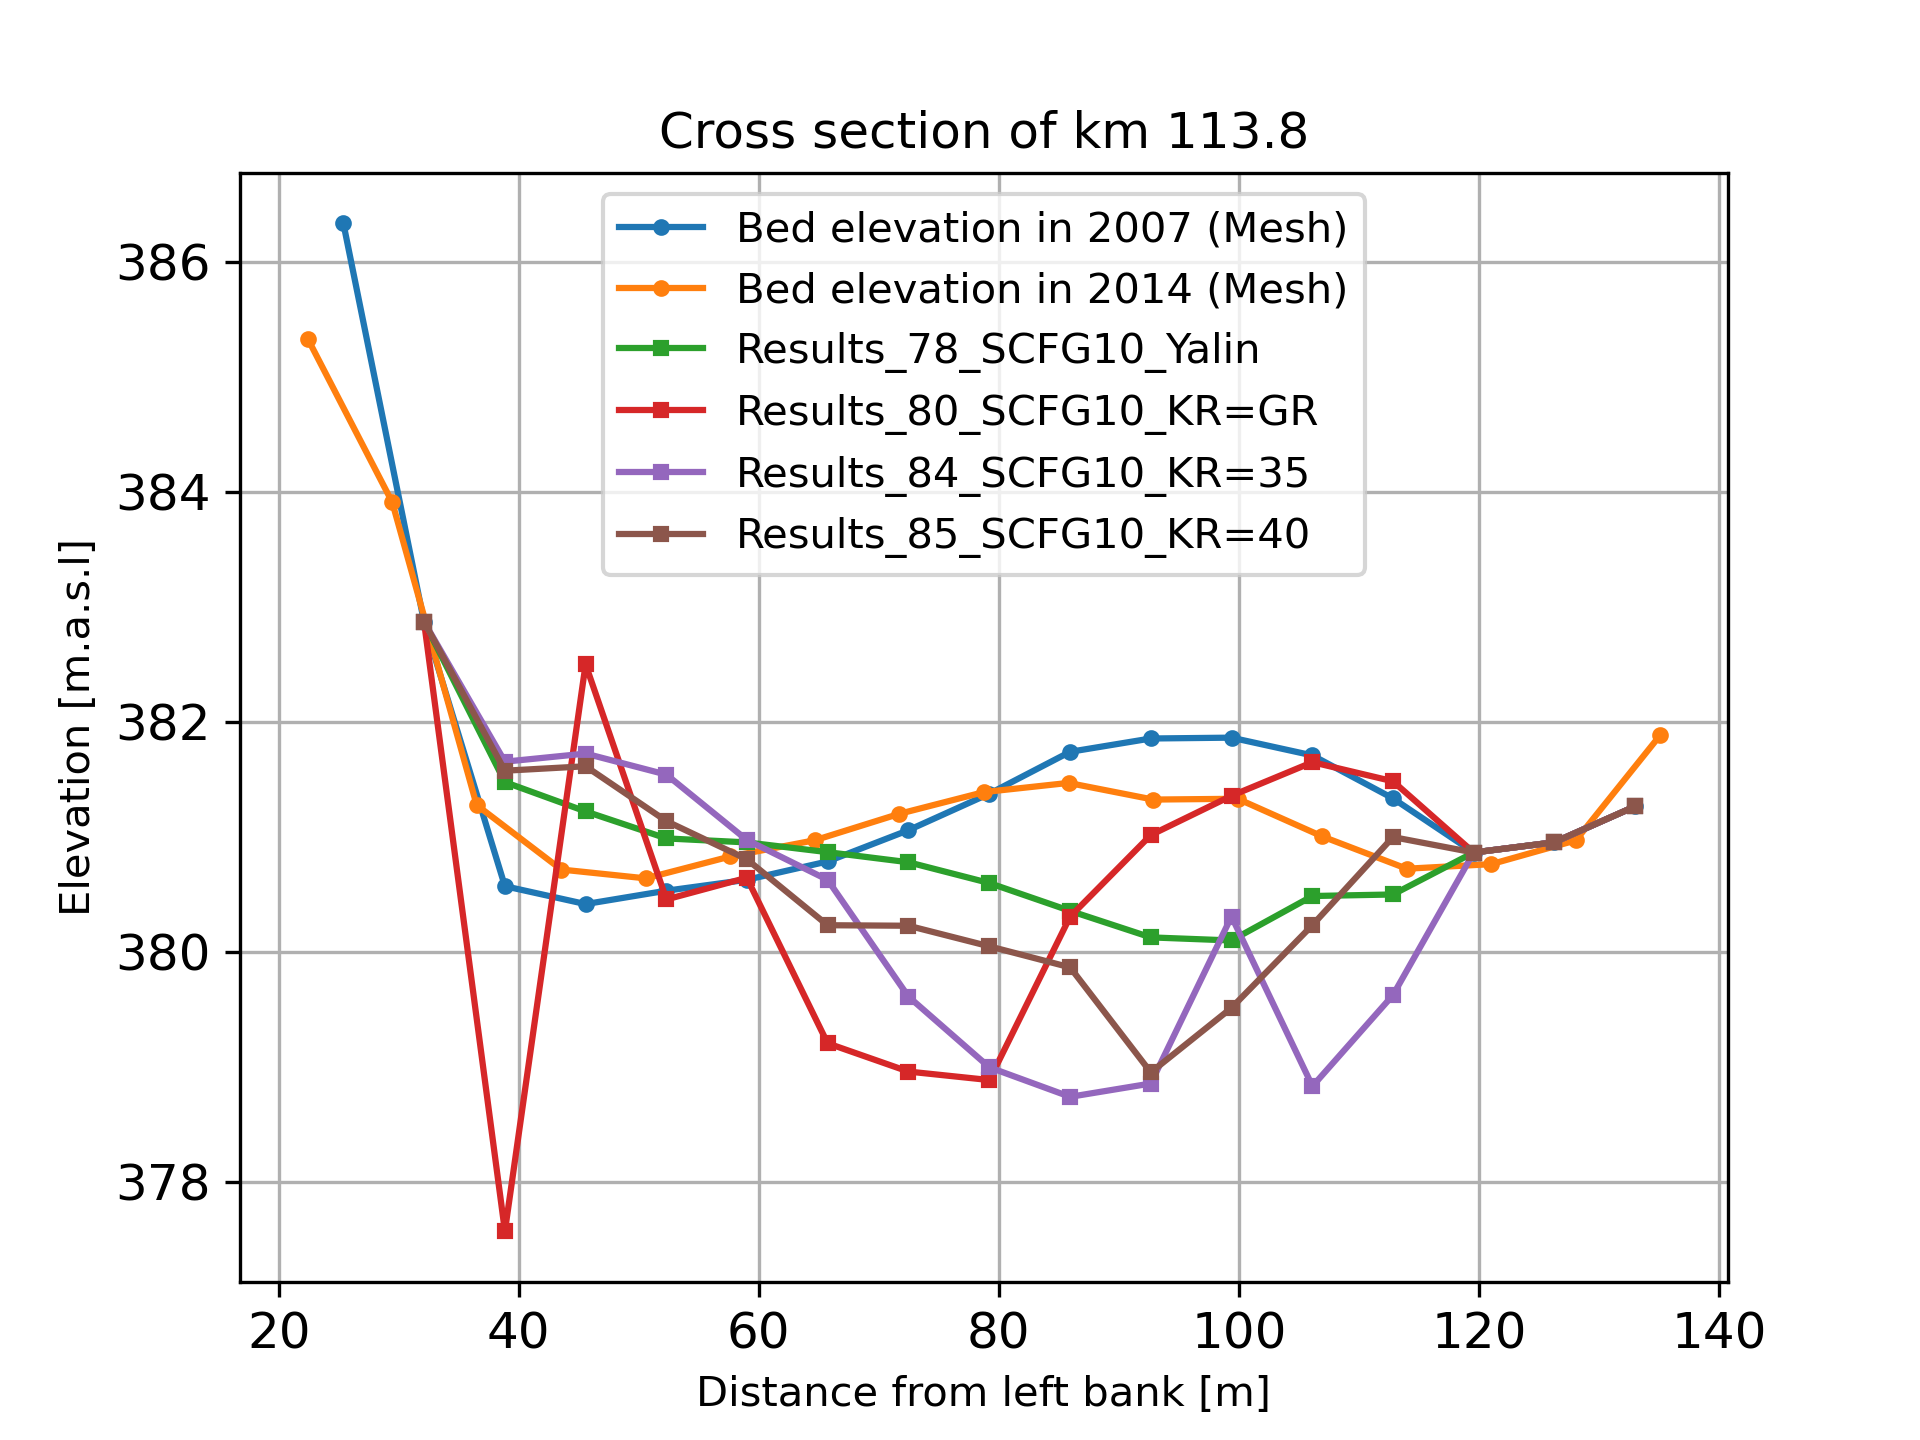 Cross section of km 113.8
Bed elevation in 2007 (Mesh)
Bed elevation in 2014 (Mesh)
Results_78_SCFG10_Yalin
Results_80_SCFG10_KR=GR
Results_84_SCFG10_KR=35
Results_85_SCFG10_KR=40
Elevation [m.a.s.l]
386
384
382
380
378
20 40 60 80 100 120 140
Distance from left bank [m]